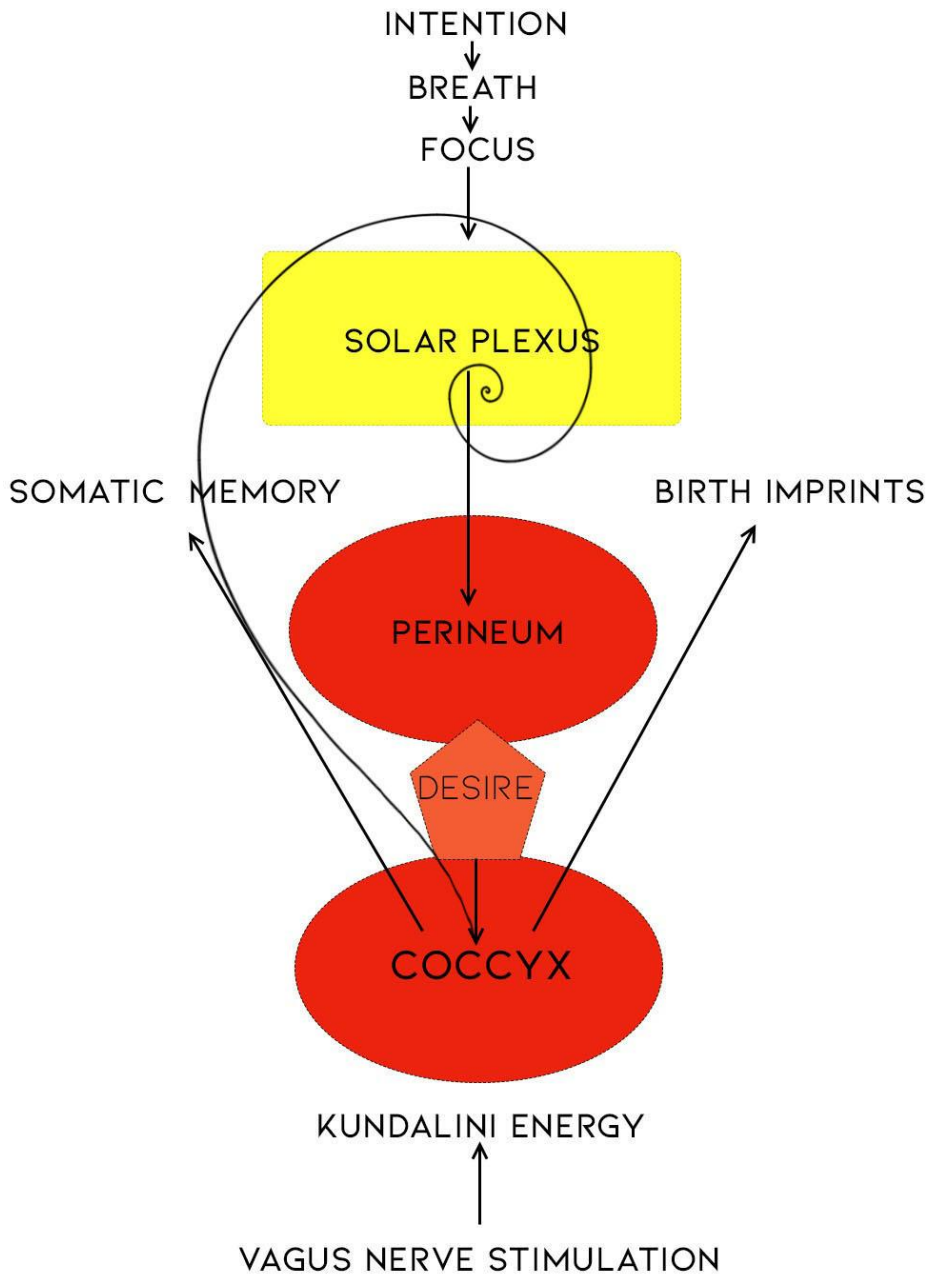 INTENTION
BREATH
FOCUS
SOLAR PLEXUS
SOMATIC MEMORY
BIRTH IMPRINTS
PERINEUM
DESIRE
COCCYX
KUNDALINI ENERGY
VAGUS NERVE STIMULATION